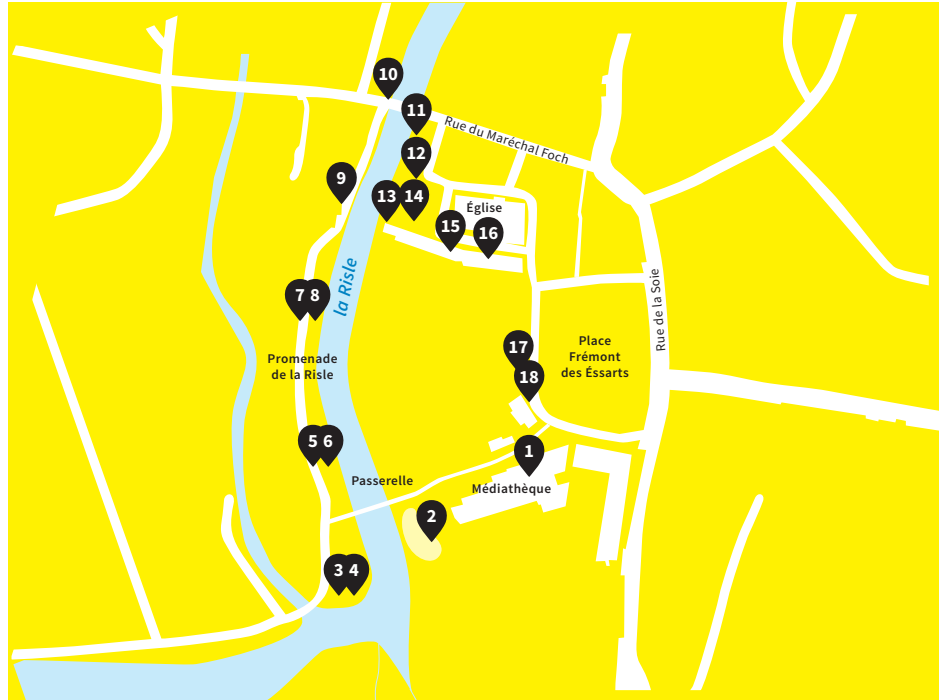 10
11
Rue du Maréchal Foch
12
9
13
14
Église
15
16
la Risle
7
8
Rue de la Soie
17
Place
Frémont
des Éssarts
Promenade
de la Risle
18
5
6
1
Passerelle
Médiathèque
2
3
4